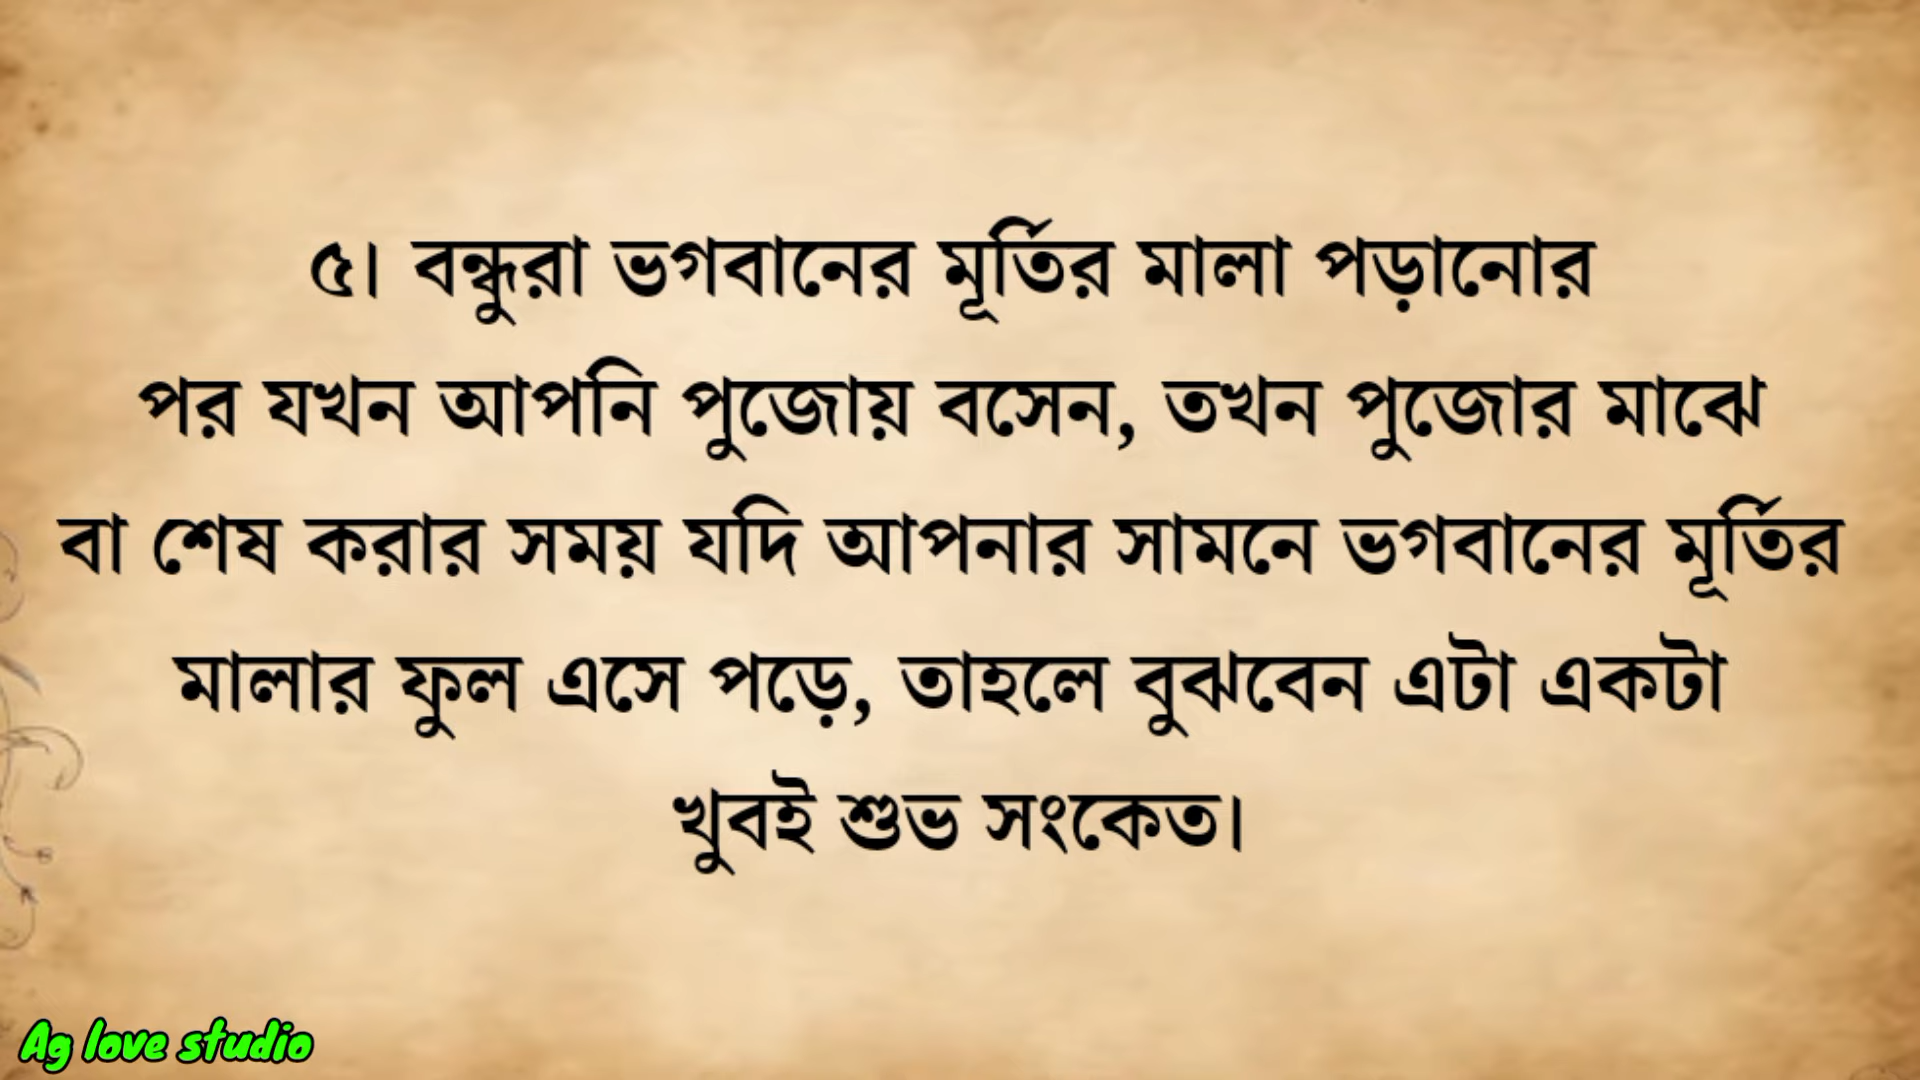 ৫। বন্ধুরা ভগবানের মূর্তির মালা পড়ানোর
পর যখন আপনি পুজোয় বসেন, তখন পুজোর মাঝে
বা শেষ করার সময় যদি আপনার সামনে ভগবানের মূর্তির
মালার ফুল এসে পড়ে, তাহলে বুঝবেন এটা একটা
খুবই শুভ সংকেত।
Ag love studio